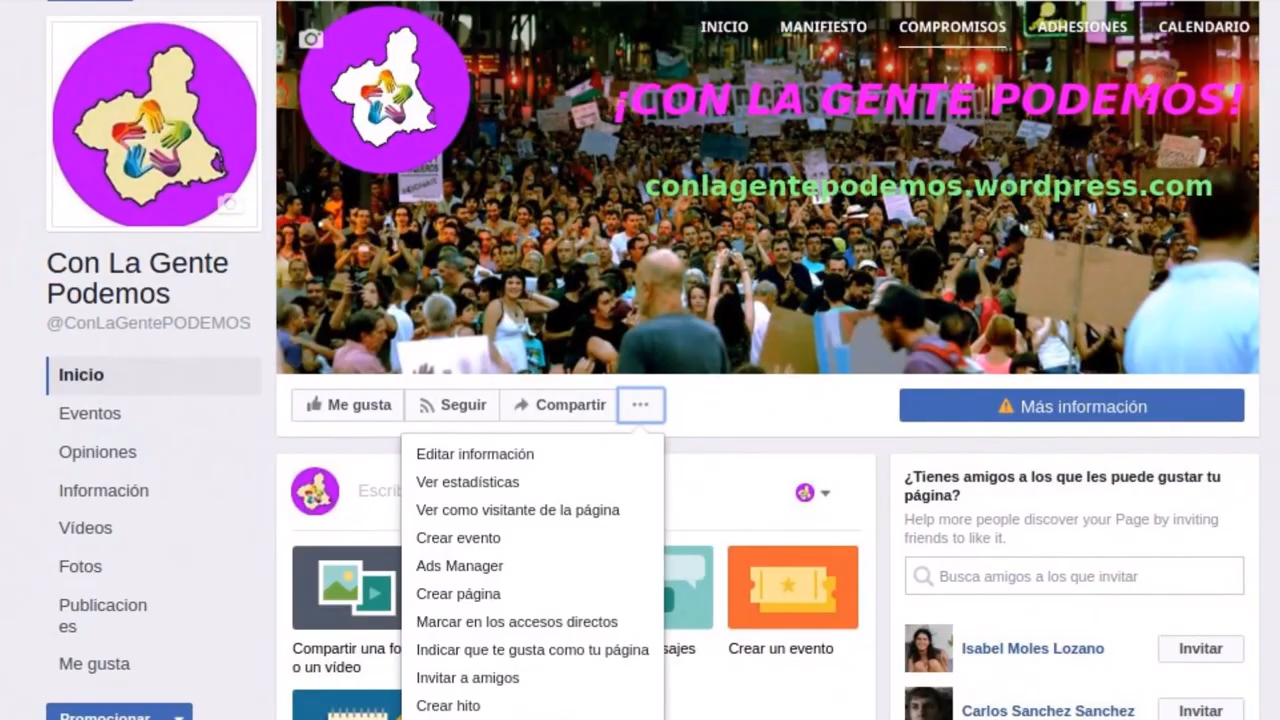 INICIO MANIFIESTO COMPROMISOS ADHESIONES CALENDARIO
¡CON LA GENTE PODEMOS!
conlagentepodemos.wordpress.com
Con La Gente
Podemos
@ConLaGentePODEMOS
Inicio
Eventos
Opiniones
Información
Vídeos
Fotos
Publicacion
es
Me gusta
Promocionar
Me gusta Seguir Compartir ...
Más información
Editar información
Ver estadísticas
Ver como visitante de la página
Crear evento
Ads Manager
Crear página
Marcar en los accesos directos
Indicar que te gusta como tu página
Invitar a amigos
Crear hito
Escrib
Compartir una fo
o un vídeo
sajes
Crear un evento
¿Tienes amigos a los que les puede gustar tu
página?
Help more people discover your Page by inviting
friends to like it.
Busca amigos a los que invitar
Isabel Moles Lozano Invitar
Carlos Sanchez Sanchez Invitar